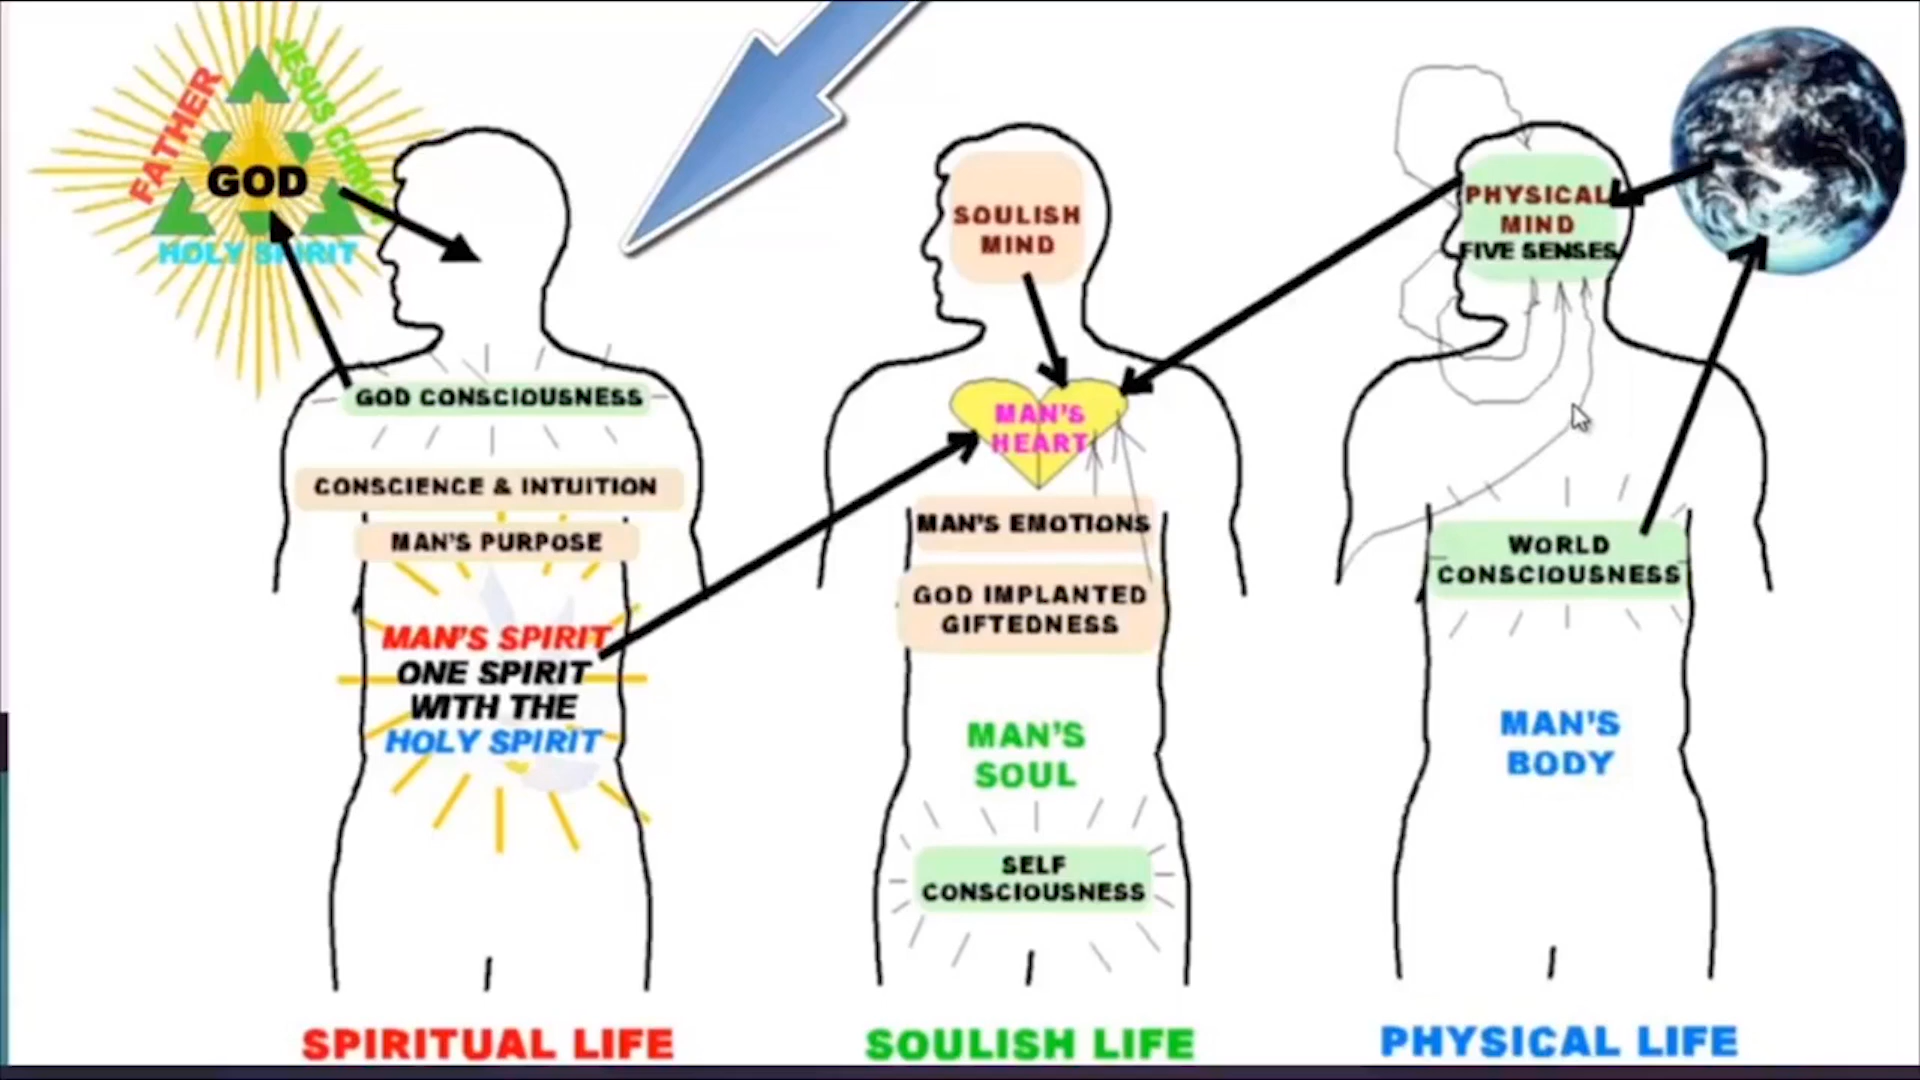 FATHER
JESUS CHRIST
GOD
HOLY SPIRIT
GOD CONSCIOUSNESS
CONSCIENCE & INTUITION
MAN'S PURPOSE
MAN'S SPIRIT
ONE SPIRIT
WITH THE
HOLY SPIRIT
SPIRITUAL LIFE
SOULISH
MIND
MAN'S
HEART
MAN'S EMOTIONS
GOD IMPLANTED
GIFTEDNESS
MAN'S
SOUL
SELF
CONSCIOUSNESS
SOULISH LIFE
PHYSICAL
MIND
FIVE SENSES
WORLD
CONSCIOUSNESS
MAN'S
BODY
PHYSICAL LIFE